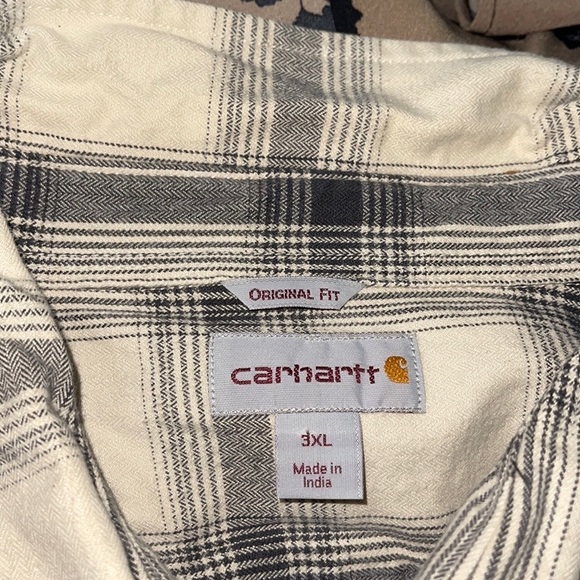 ORIGINAL FIT
carhartt
3XL
Made in
India